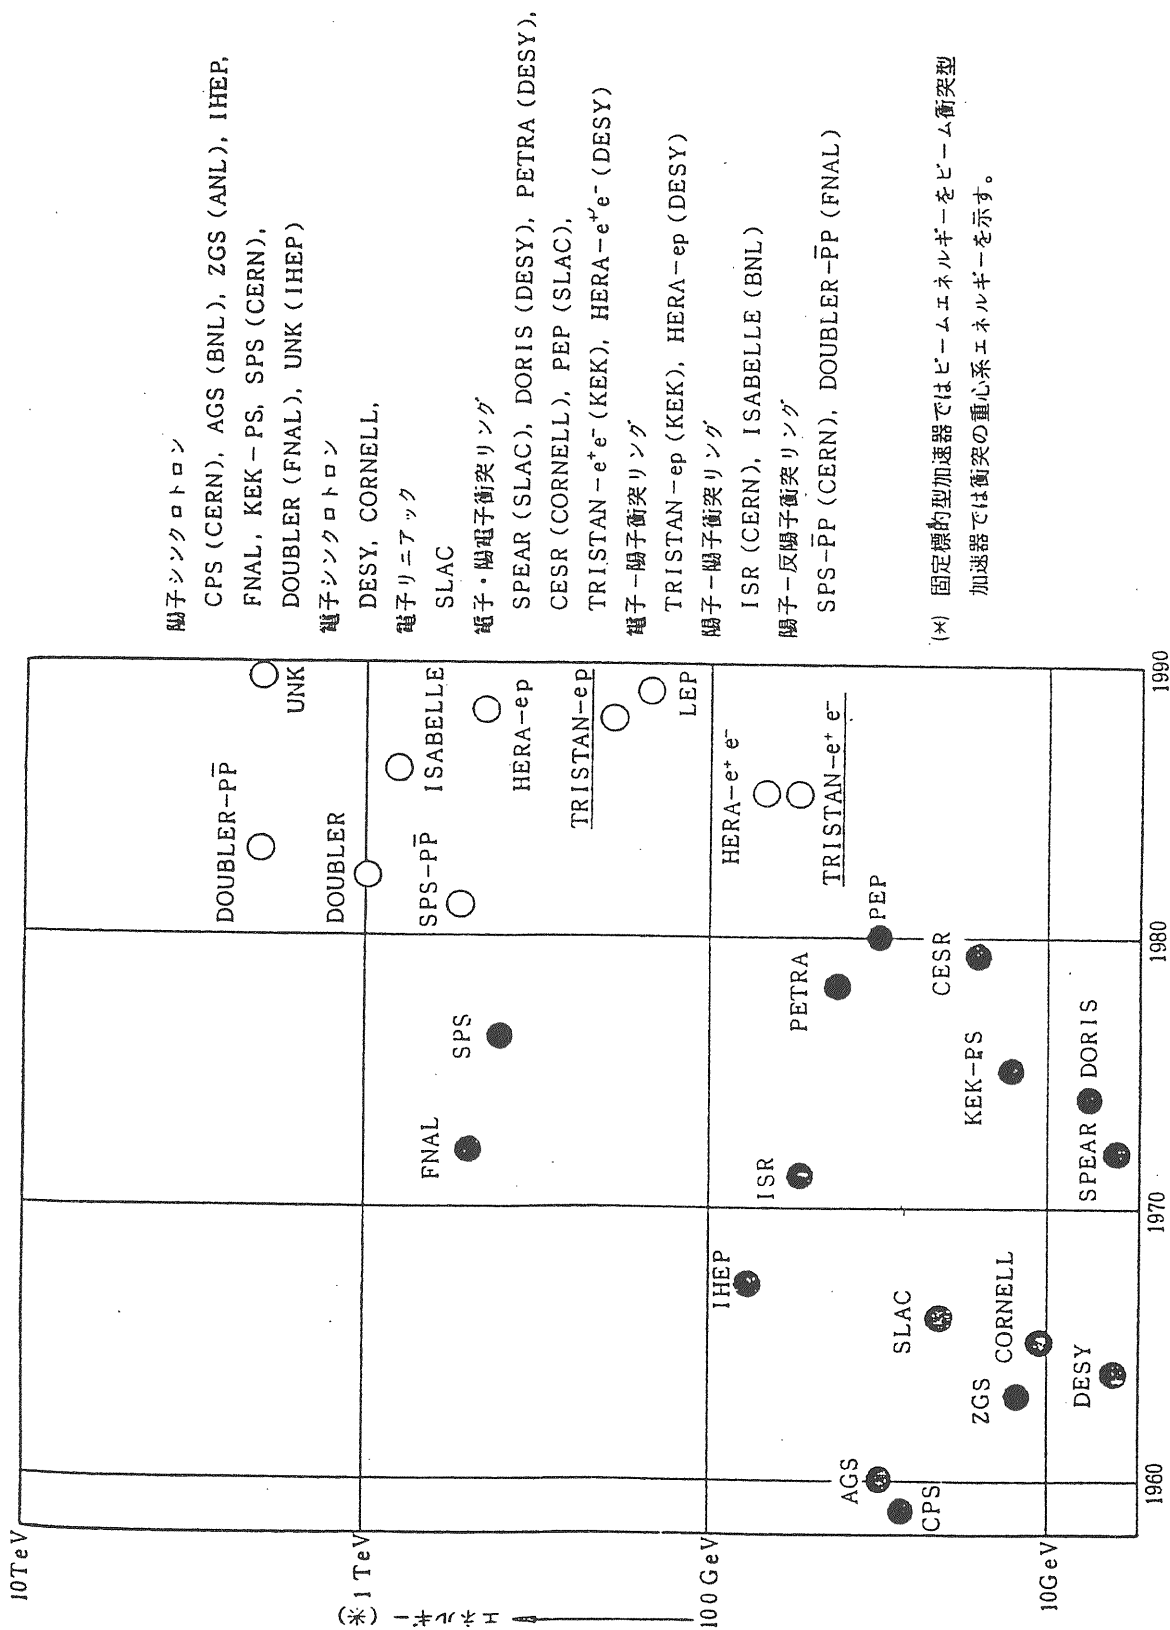 10TeV
1TeV
100GeV
10GeV
エネルギー (※)
1960
1970
1980
1990
DOUBLER-PP̄
UNK
DOUBLER
ISABELLE
SPS-PP̄
HERA-ep
FNAL
SPS
TRISTAN-ep
LEP
IHEP
ISR
HERA-e⁺e⁻
TRISTAN-e⁺e⁻
PETRA
PEP
AGS
CPS
SLAC
CESR
ZGS
CORNELL
KEK-PS
DESY
SPEAR
DORIS
陽子シンクロトロン
CPS (CERN), AGS (BNL), ZGS (ANL), IHEP,
FNAL, KEK-PS, SPS (CERN),
DOUBLER (FNAL), UNK (IHEP)
電子シンクロトロン
DESY, CORNELL,
電子リニアック
SLAC
電子・陽電子衝突リング
SPEAR (SLAC), DORIS (DESY), PETRA (DESY),
CESR (CORNELL), PEP (SLAC),
TRISTAN-e⁺e⁻ (KEK), HERA-e⁺e⁻ (DESY)
電子-陽子衝突リング
TRISTAN-ep (KEK), HERA-ep (DESY)
陽子-陽子衝突リング
ISR (CERN), ISABELLE (BNL)
陽子-反陽子衝突リング
SPS-P̄P (CERN), DOUBLER-P̄P (FNAL)
(※) 固定標的型加速器ではビームエネルギーをビーム衝突型
加速器では衝突の重心系エネルギーを示す。